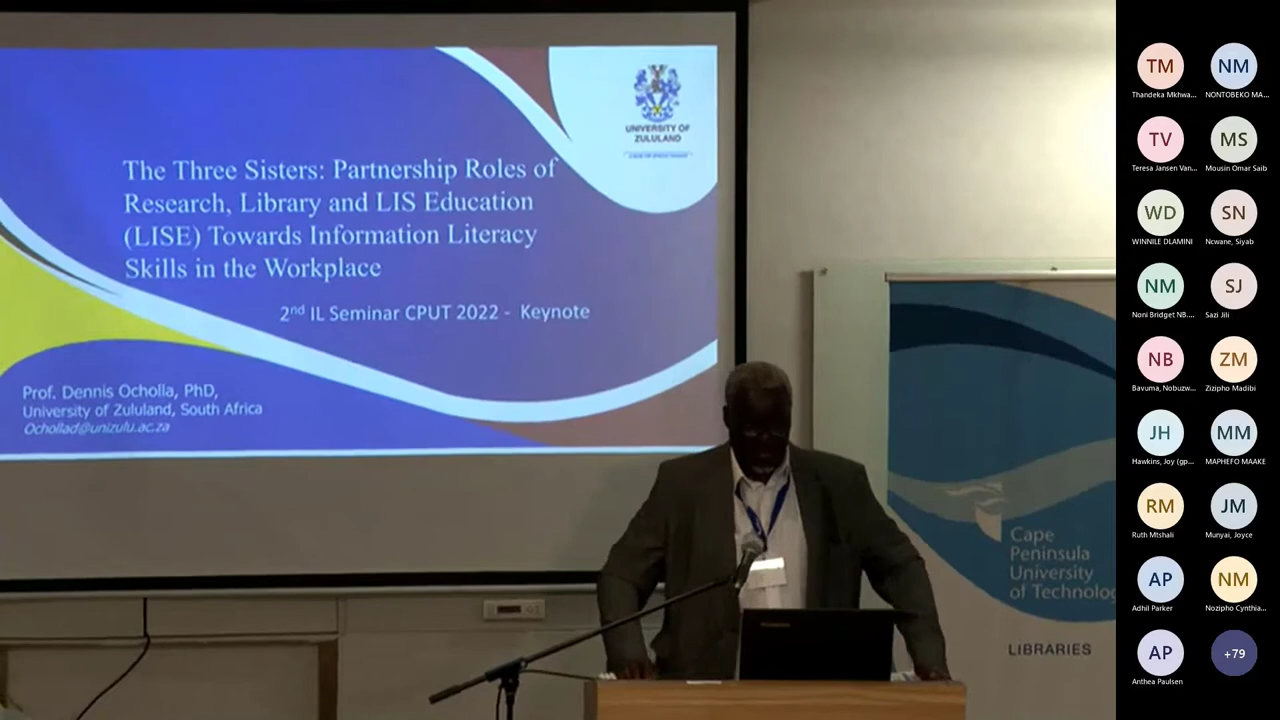 UNIVERSITY OF
ZULULAND
The Three Sisters: Partnership Roles of
Research, Library and LIS Education
(LISE) Towards Information Literacy
Skills in the Workplace
2nd IL Seminar CPUT 2022 - Keynote
Prof. Dennis Ocholla, PhD,
University of Zululand, South Africa
Ochollad@unizulu.ac.za
Cape
Peninsula
University
of Technolog
LIBRARIES
TM
Thandeka Mkhwa...
NM
NONTOBEKO MA...
TV
Teresa Jansen Van...
MS
Mousin Omar Saib
WD
WINNILE DLAMINI
SN
Ncwane, Siyab
NM
Noni Bridget NB....
SJ
Sazi Jili
NB
Bavuma, Nobuzw...
ZM
Zizipho Madibi
JH
Hawkins, Joy (gp...
MM
MAPHEFO MAAKE
RM
Ruth Mtshali
JM
Munyai, Joyce
AP
Adhil Parker
NM
Nozipho Cynthia...
AP
Anthea Paulsen
+79